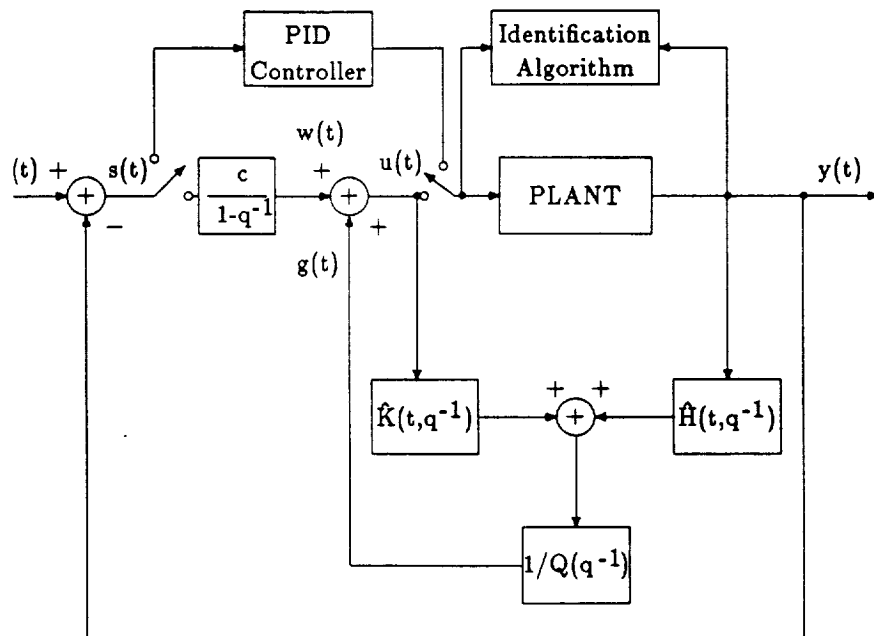 PID
Controller
Identification
Algorithm
(t) +
+
−
s(t)
c
1-q⁻¹
w(t)
+
+
+
u(t)
g(t)
PLANT
y(t)
K̂(t,q⁻¹)
+ +
+
Ĥ(t,q⁻¹)
1/Q(q⁻¹)